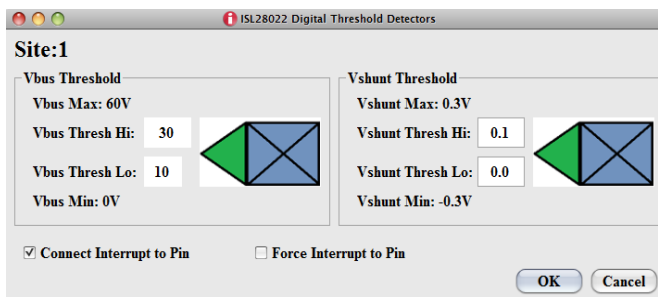 ISL28022 Digital Threshold Detectors
Site:1
Vbus Threshold
Vbus Max: 60V
Vbus Thresh Hi: 30
Vbus Thresh Lo: 10
Vbus Min: 0V
Vshunt Threshold
Vshunt Max: 0.3V
Vshunt Thresh Hi: 0.1
Vshunt Thresh Lo: 0.0
Vshunt Min: -0.3V
Connect Interrupt to Pin
Force Interrupt to Pin
OK
Cancel